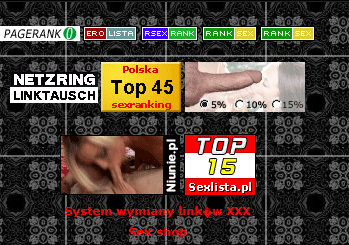 PAGERANK 0 ERO LISTA RSEX RANK RANK SEX RANK SEX
NETZRING
LINKTAUSCH
Polska
Top 45
sexranking
5% 10% 15%
Niunie.pl
TOP
15
Sexlista.pl
System wymiany link�w XXX
Sex shop